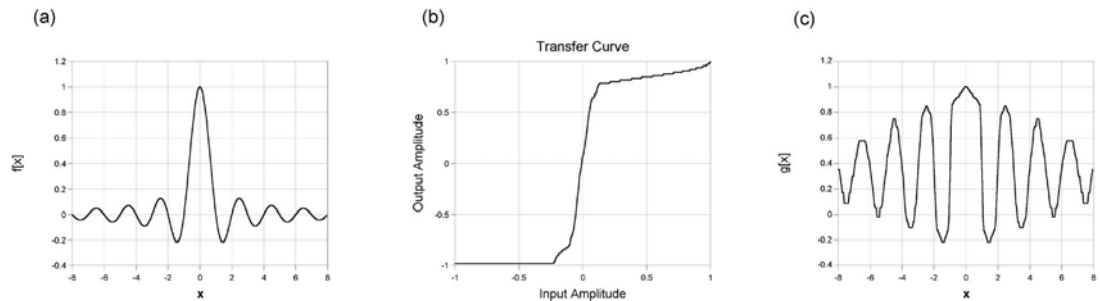 (a)
(b)
(c)
Transfer Curve
1.2
1
0.8
0.6
0.4
0.2
0
-0.2
-0.4
f[x]
-8 -6 -4 -2 0 2 4 6 8
x
1
0.5
0
-0.5
-1
Output Amplitude
-1 -0.5 0 0.5 1
Input Amplitude
1.2
1
0.8
0.6
0.4
0.2
0
-0.2
-0.4
g[x]
-8 -6 -4 -2 0 2 4 6 8
x